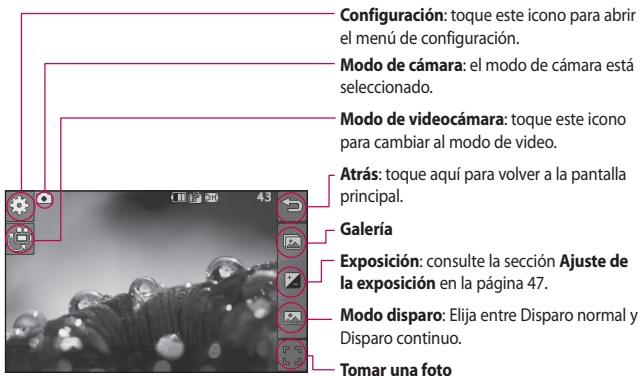 Configuración: toque este icono para abrir
el menú de configuración.
Modo de cámara: el modo de cámara está
seleccionado.
Modo de videocámara: toque este icono
para cambiar al modo de video.
Atrás: toque aquí para volver a la pantalla
principal.
Galería
Exposición: consulte la sección Ajuste de
la exposición en la página 47.
Modo disparo: Elija entre Disparo normal y
Disparo continuo.
Tomar una foto
43